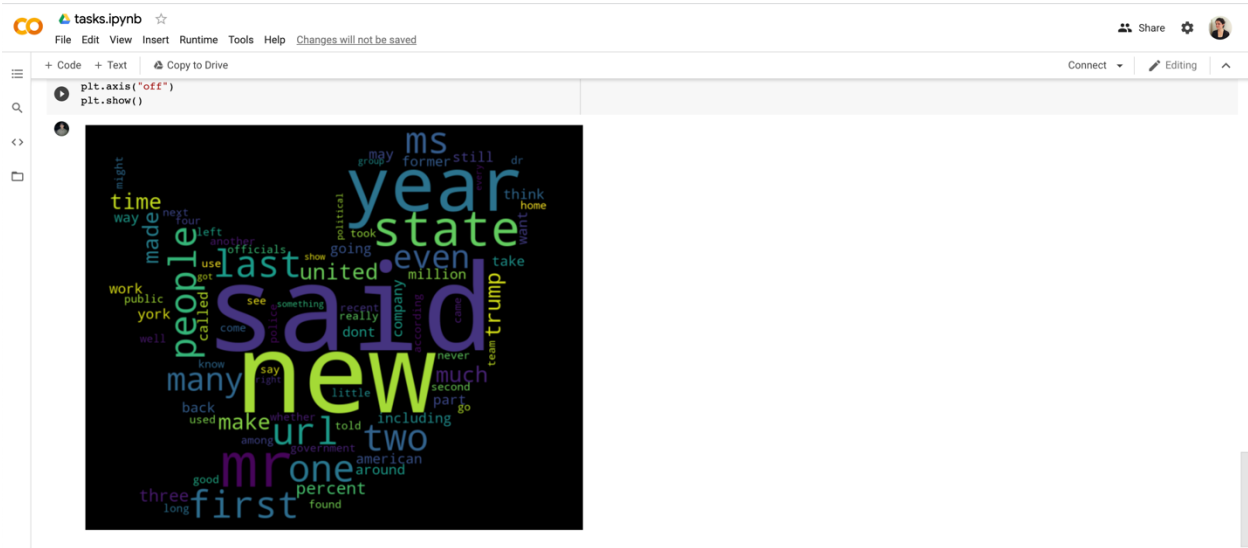 tasks.ipynb
File Edit View Insert Runtime Tools Help Changes will not be saved
Share
+ Code + Text Copy to Drive
Connect
Editing
plt.axis("off")
plt.show()
ms
may
group
former
still
dr
might
year
every
think
time
home
way
next
four
made
political
took
state
want
left
another
officials
people
going
even
take
use
last
show
united
million
got
work
public
york
called
see
something
said
recent
really
company
according
came
trump
come
police
dont
well
team
new
never
know
say
right
many
much
second
little
back
part
go
used
make
whether
told
including
url
among
two
government
american
mr
one
around
good
percent
three
long
first
found